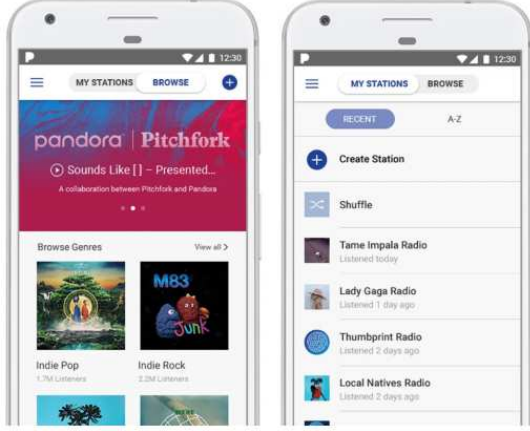 12:30
MY STATIONS BROWSE
pandora | Pitchfork
Sounds Like [] – Presented...
A collaboration between Pitchfork and Pandora
Browse Genres View all >
M83
Junk
Indie Pop Indie Rock
1.7M Listeners 2.2M Listeners
12:30
MY STATIONS BROWSE
RECENT A-Z
Create Station
Shuffle
Tame Impala Radio
Listened today
Lady Gaga Radio
Listened 1 day ago
Thumbprint Radio
Listened 2 days ago
Local Natives Radio
Listened 2 days ago